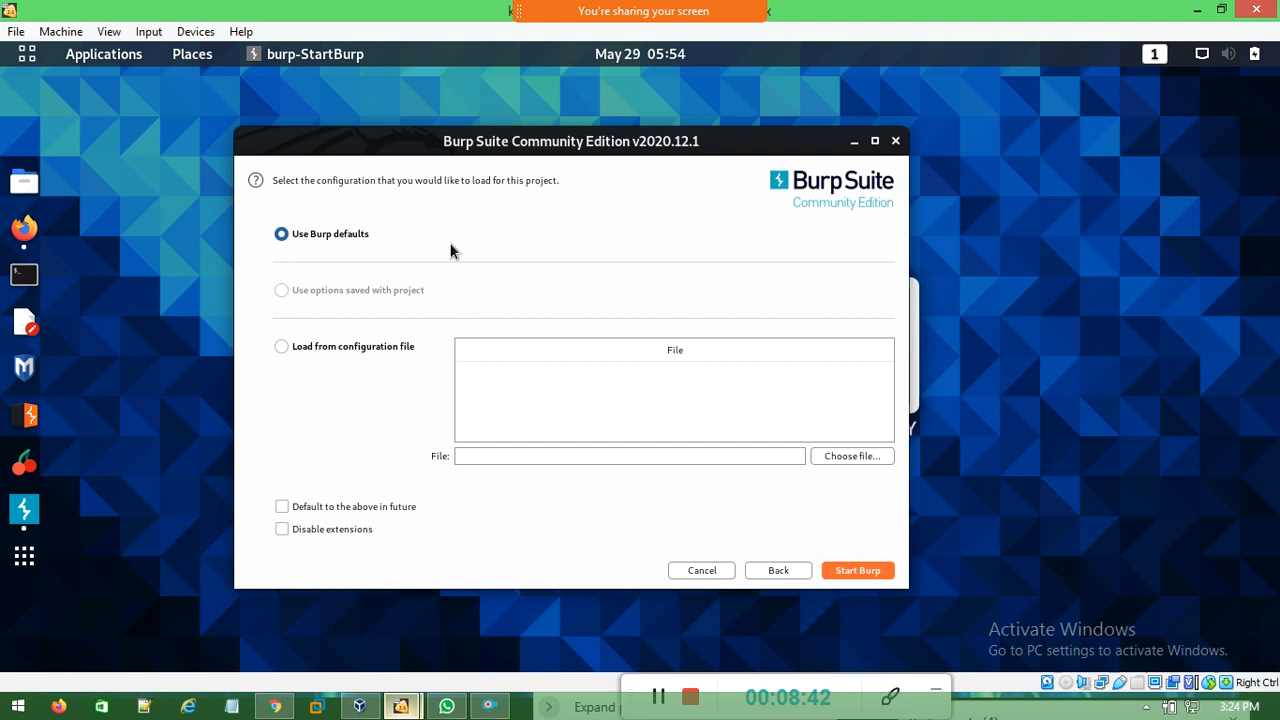 You're sharing your screen
File Machine View Input Devices Help
Applications Places burp-StartBurp May 29 05:54 1
Burp Suite Community Edition v2020.12.1
Select the configuration that you would like to load for this project.
Burp Suite
Community Edition
Use Burp defaults
Use options saved with project
Load from configuration file
File
File:
Choose file...
Default to the above in future
Disable extensions
Cancel Back Start Burp
Activate Windows
Go to PC settings to activate Windows.
Right Ctrl
00:08:42
Expand
3:24 PM